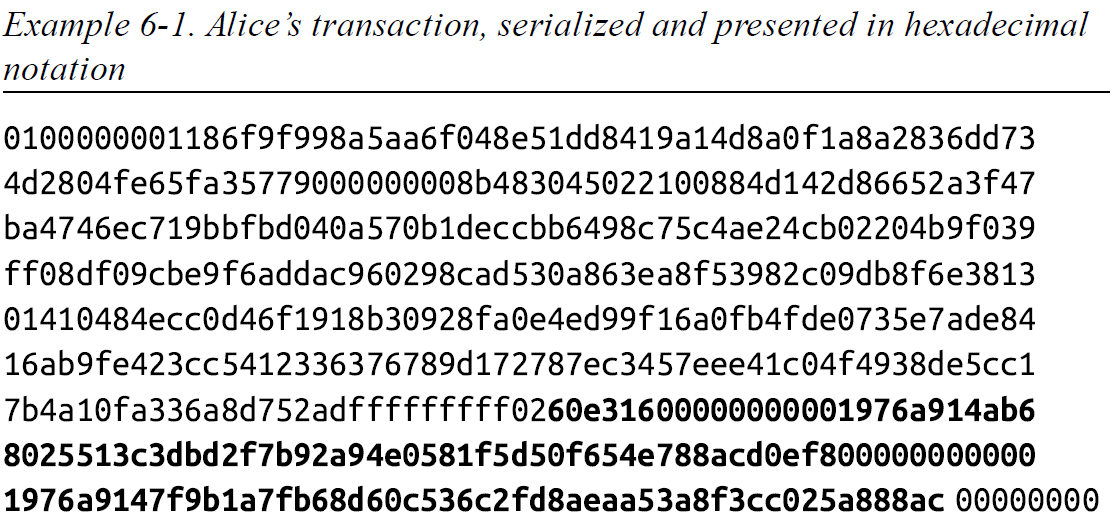 Example 6-1. Alice’s transaction, serialized and presented in hexadecimal
notation
0100000001186f9f998a5aa6f048e51dd8419a14d8a0f1a8a2836dd73
4d2804fe65fa35779000000008b483045022100884d142d86652a3f47
ba4746ec719bbfbd040a570b1deccbb6498c75c4ae24cb02204b9f039
ff08df09cbe9f6addac960298cad530a863ea8f53982c09db8f6e3813
01410484ecc0d46f1918b30928fa0e4ed99f16a0fb4fde0735e7ade84
16ab9fe423cc5412336376789d172787ec3457eee41c04f4938de5cc1
7b4a10fa336a8d752adfffffffff0260e31600000000001976a914ab6
8025513c3dbd2f7b92a94e0581f5d50f654e788acd0ef800000000000
1976a9147f9b1a7fb68d60c536c2fd8aeaa53a8f3cc025a888ac 00000000